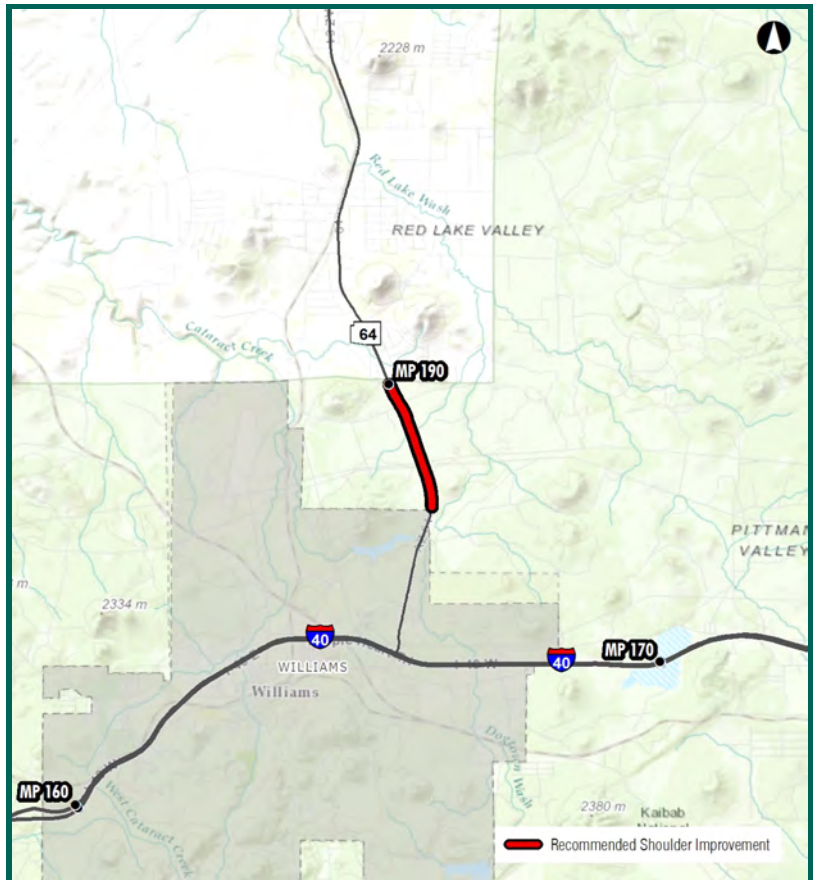 2228 m
Red Lake Wash
RED LAKE VALLEY
64
Cataract Creek
MP 190
PITTMAN
VALLEY
m
2334 m
40
WILLIAMS
Williams
40
MP 170
MP 160
West Cataract Creek
Dogtown Wash
2380 m
Kaibab
Recommended Shoulder Improvement